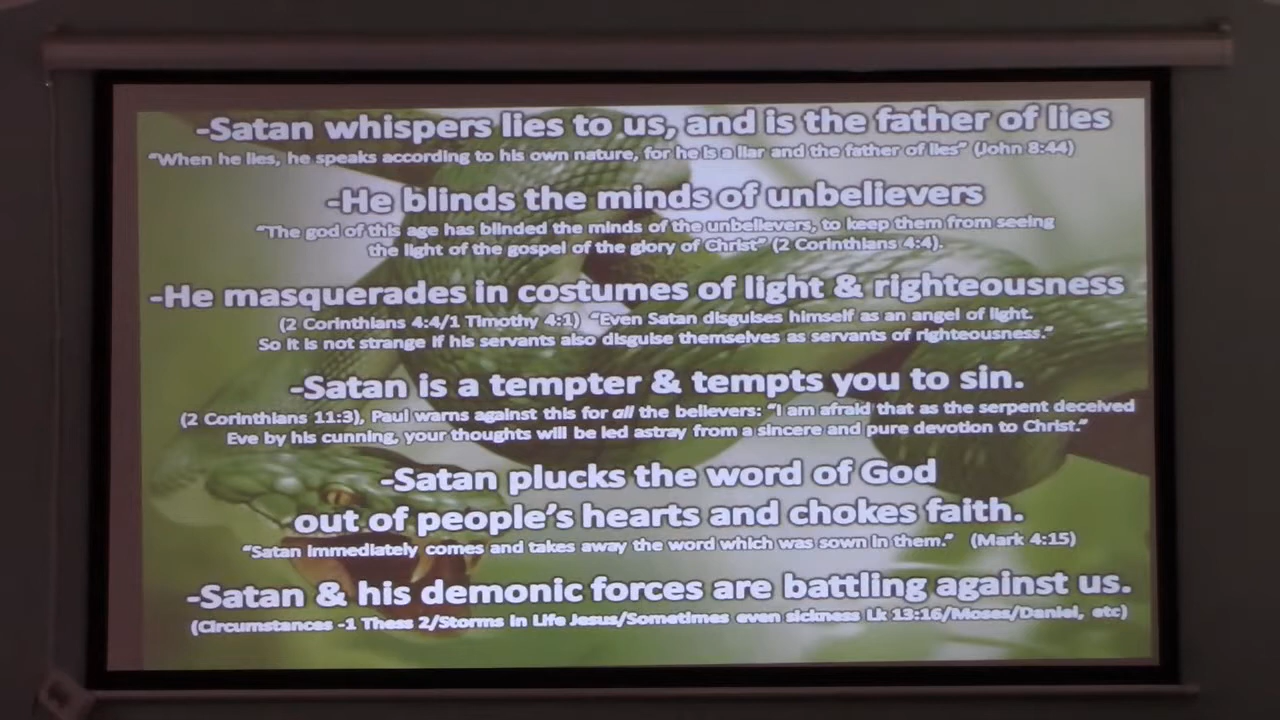 -Satan whispers lies to us, and is the father of lies
"When he lies, he speaks according to his own nature, for he is a liar and the father of lies" (John 8:44)
-He blinds the minds of unbelievers
"The god of this age has blinded the minds of the unbelievers, to keep them from seeing
the light of the gospel of the glory of Christ" (2 Corinthians 4:4).
-He masquerades in costumes of light & righteousness
(2 Corinthians 4:4/1 Timothy 4:1) "Even Satan disguises himself as an angel of light.
So it is not strange if his servants also disguise themselves as servants of righteousness."
-Satan is a tempter & tempts you to sin.
(2 Corinthians 11:3), Paul warns against this for all the believers: "I am afraid that as the serpent deceived
Eve by his cunning, your thoughts will be led astray from a sincere and pure devotion to Christ."
-Satan plucks the word of God
out of people's hearts and chokes faith.
"Satan immediately comes and takes away the word which was sown in them." (Mark 4:15)
-Satan & his demonic forces are battling against us.
(Circumstances -1 Thess 2/Storms in Life Jesus/Sometimes even sickness Lk 13:16/Moses/Daniel, etc)